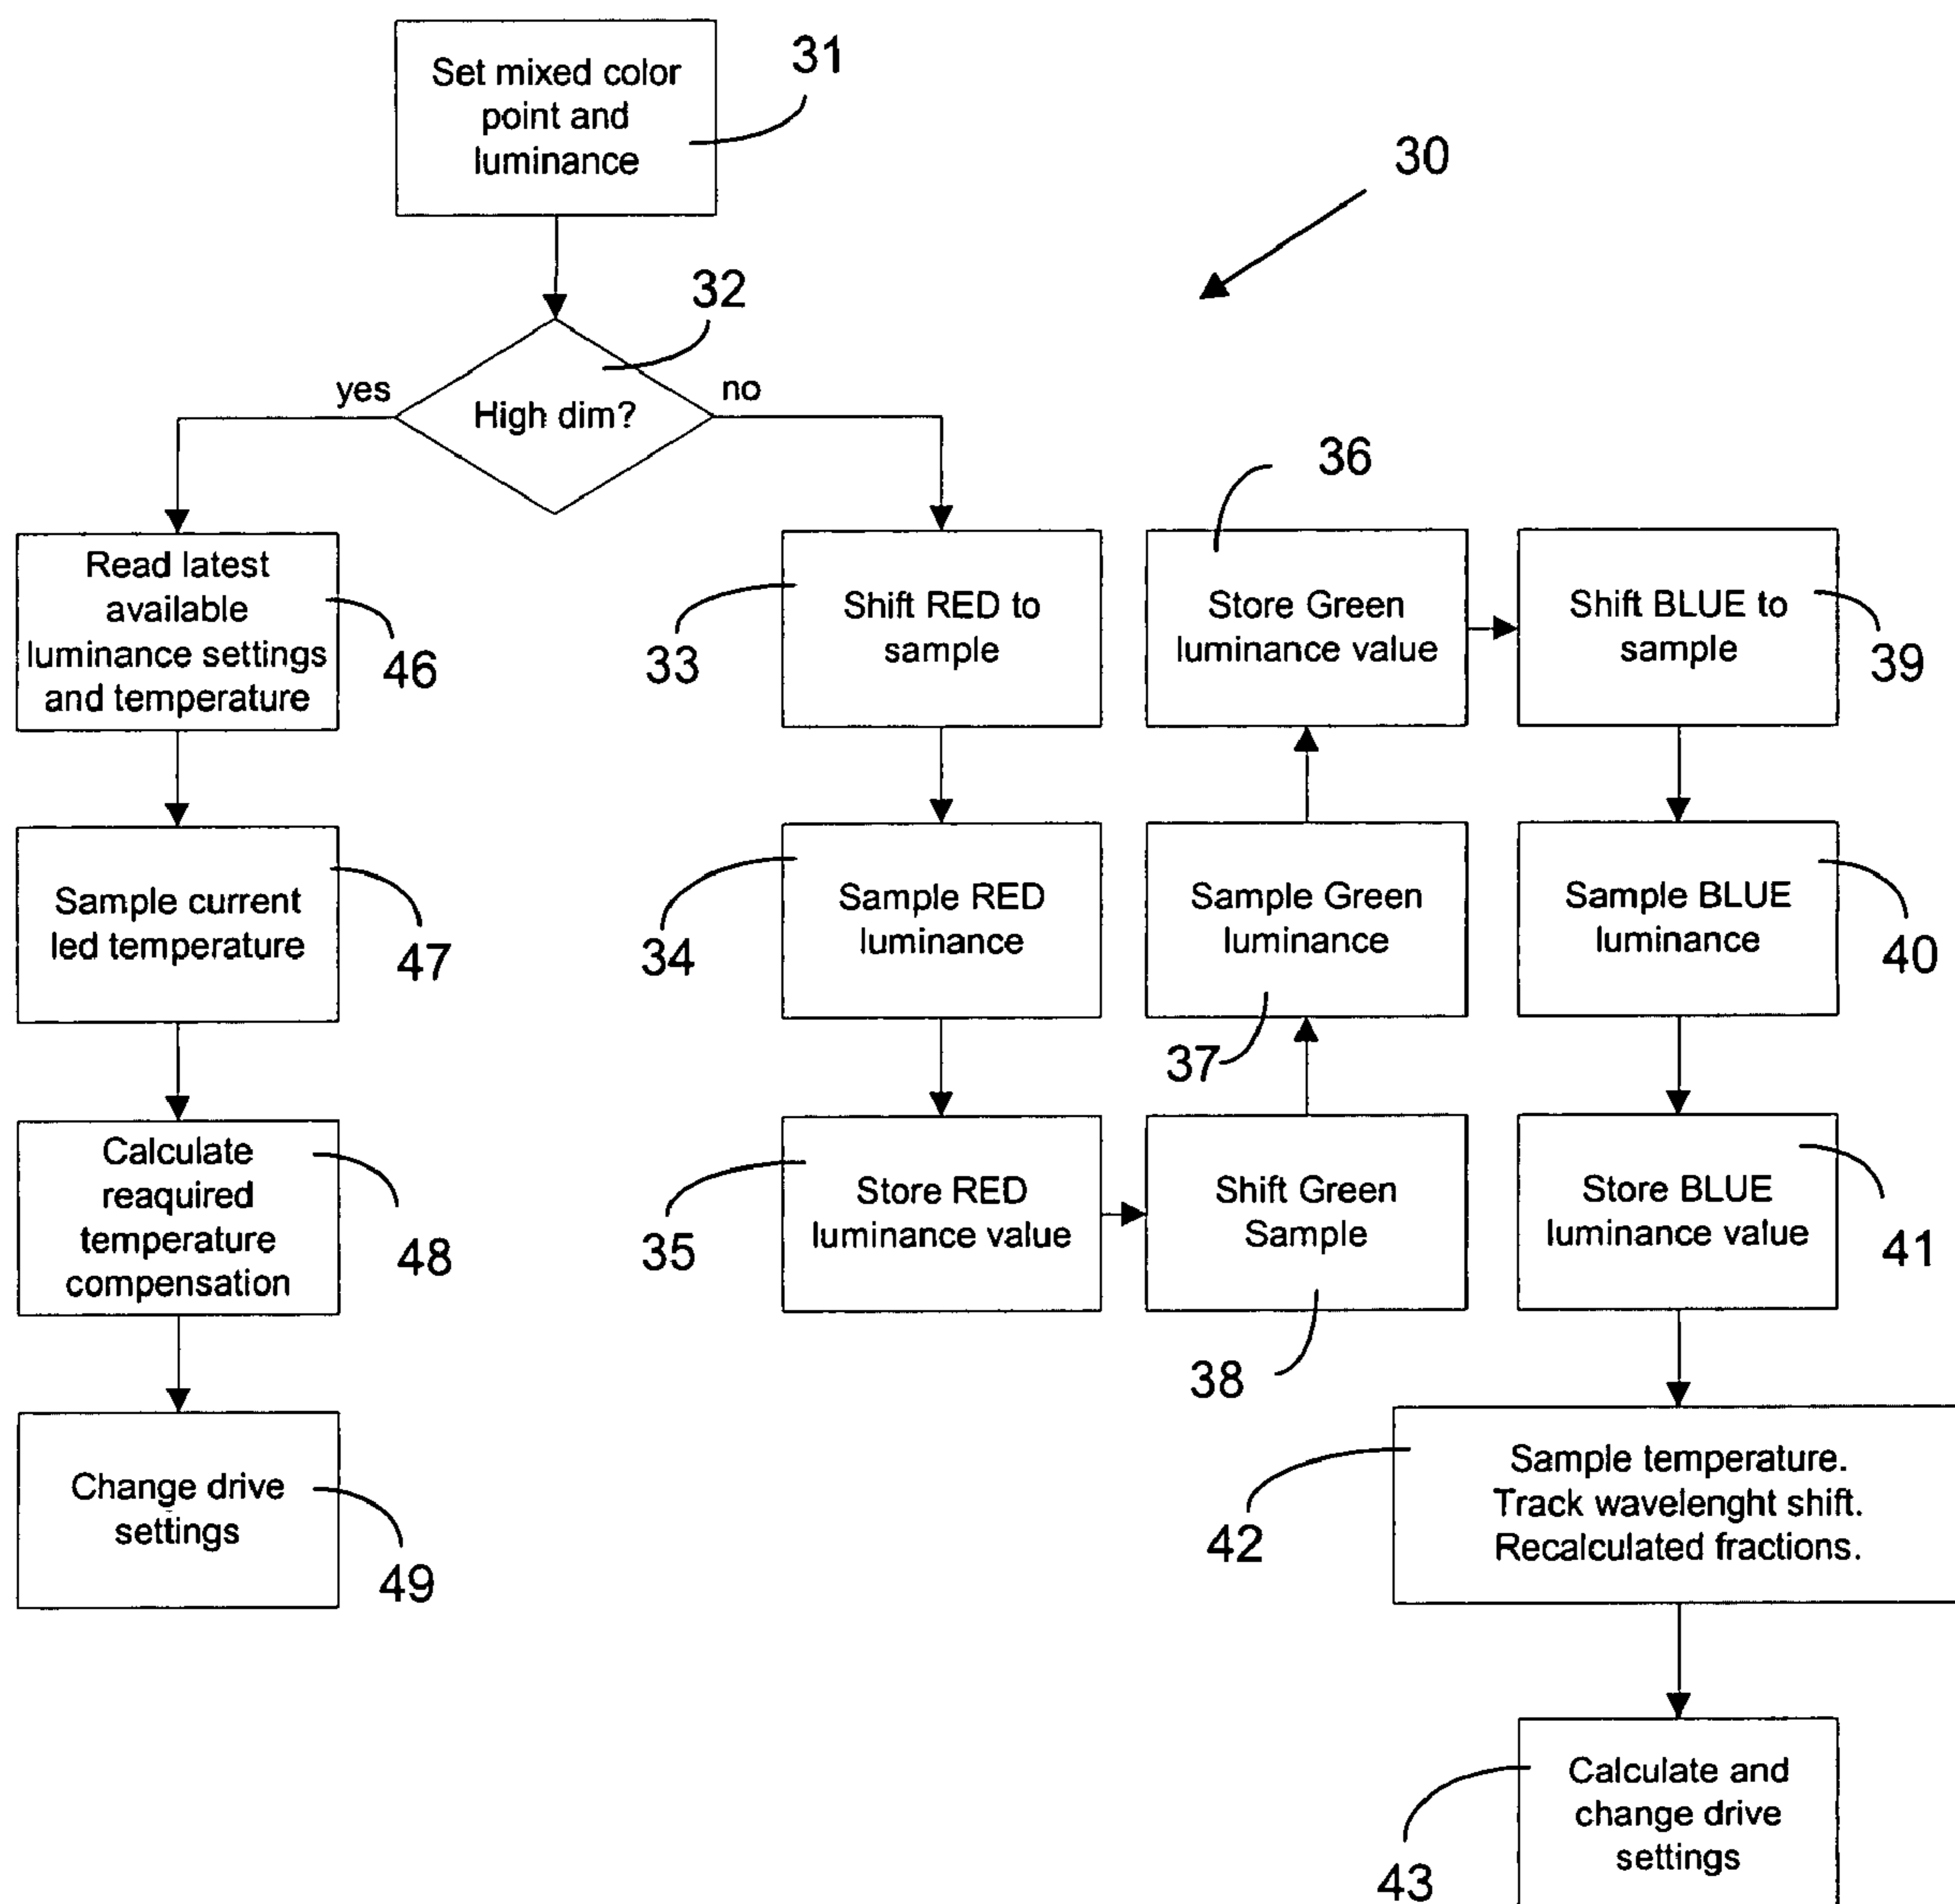 Set mixed color
point and
luminance
31
30
32
yes
High dim?
no
Read latest
available
luminance settings
and temperature
46
Sample current
led temperature
47
Calculate
reaquired
temperature
compensation
48
Change drive
settings
49
Shift RED to
sample
33
Sample RED
luminance
34
Store RED
luminance value
35
36
Store Green
luminance value
Sample Green
luminance
37
Shift Green
Sample
38
Shift BLUE to
sample
39
Sample BLUE
luminance
40
Store BLUE
luminance value
41
Sample temperature.
Track wavelenght shift.
Recalculated fractions.
42
Calculate and
change drive
settings
43